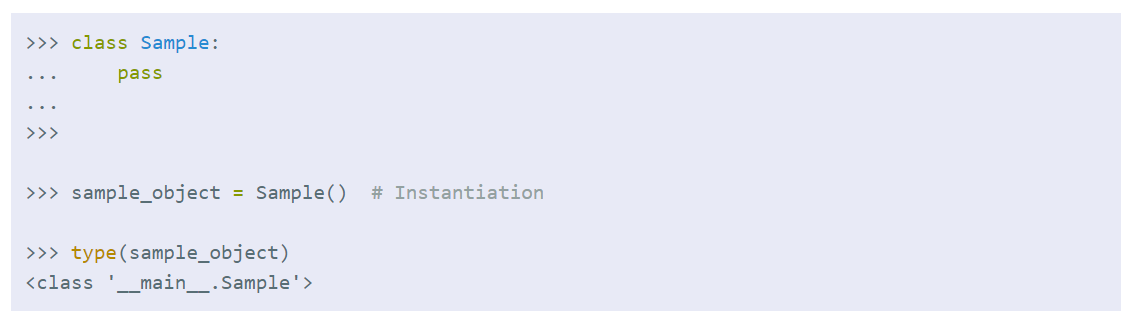 >>> class Sample:
...     pass
...
>>>
>>> sample_object = Sample()  # Instantiation
>>> type(sample_object)
<class '__main__.Sample'>